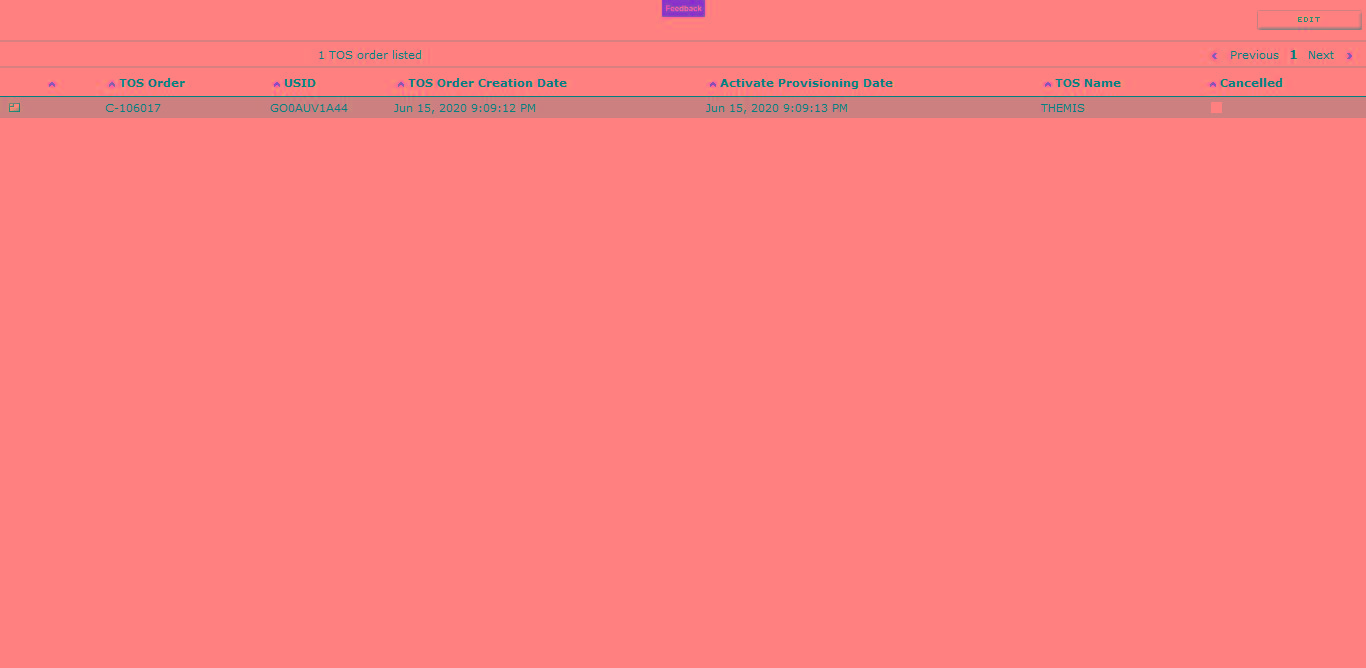 Feedback
EDIT
1 TOS order listed
Previous 1 Next
TOS Order USID TOS Order Creation Date Activate Provisioning Date TOS Name Cancelled
C-106017 GO0AUV1A44 Jun 15, 2020 9:09:12 PM Jun 15, 2020 9:09:13 PM THEMIS